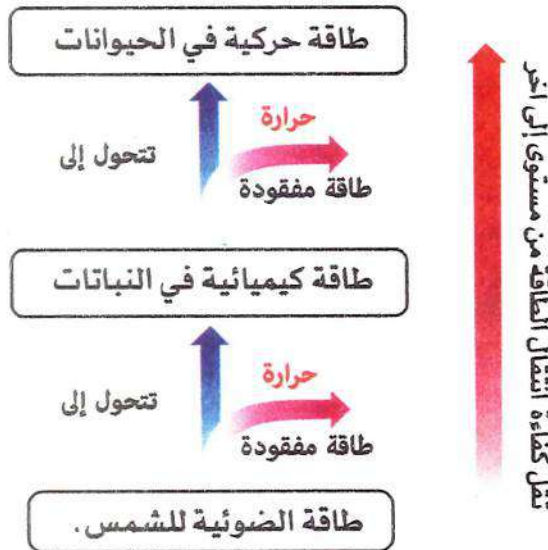 طاقة حركية في الحيوانات
حرارة
تتحول إلى
طاقة مفقودة
طاقة كيميائية في النباتات
حرارة
تتحول إلى
طاقة مفقودة
طاقة الضوئية للشمس.
تقل كفاءة انتقال الطاقة من مستوى إلى آخر